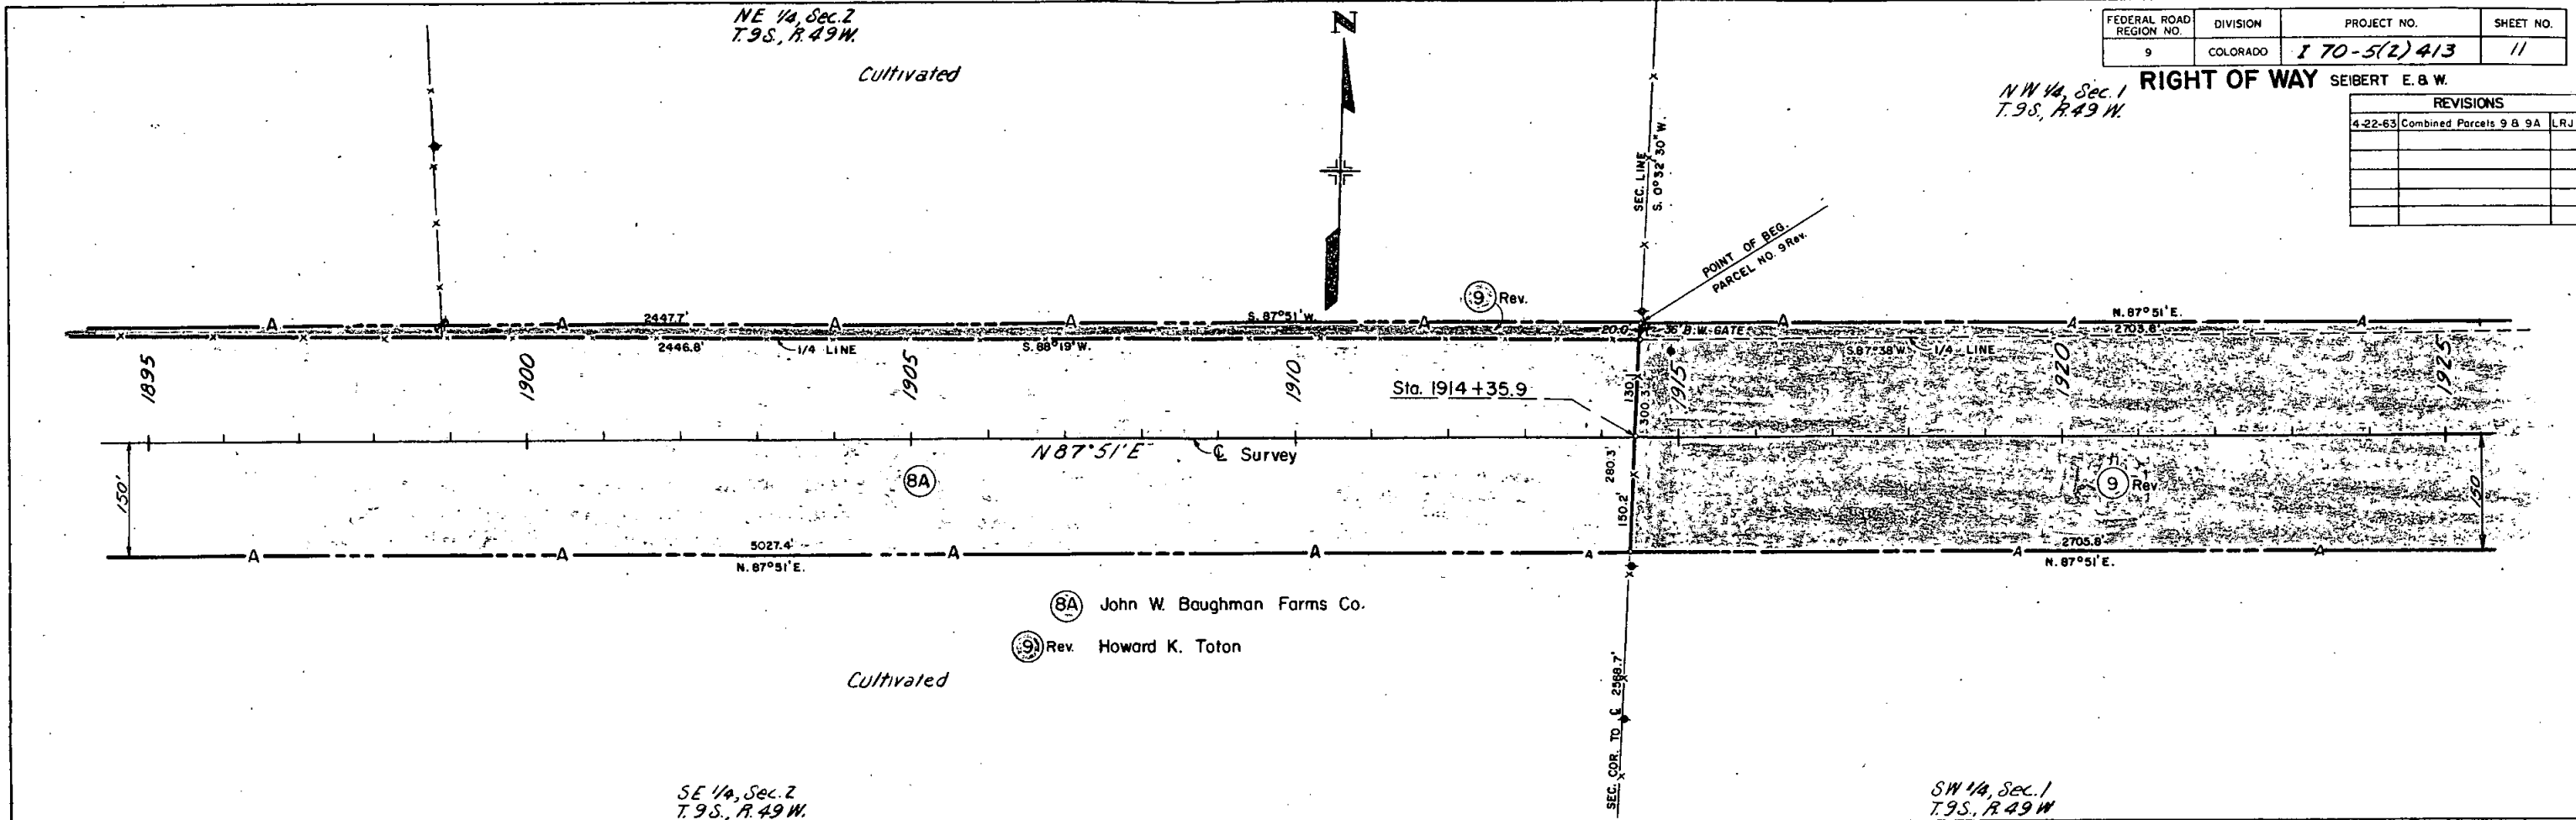 NE 1/4, Sec. 2
T. 9 S., R. 49 W.
Cultivated
N
FEDERAL ROAD REGION NO. DIVISION PROJECT NO. SHEET NO.
9 COLORADO I 70-5(2)413 11
RIGHT OF WAY SEIBERT E. & W.
NW 1/4, Sec. 1
T. 9 S., R. 49 W.
REVISIONS
4-22-63 Combined Parcels 9 & 9A LRJ
SEC. LINE
S. 0°32'30" W.
POINT OF BEG.
PARCEL NO. 9 Rev.
9 Rev.
A A 2447.7' A A S. 87°51' W. A A N. 87°51' E. A A
20.0' 36' B.W. GATE 2703.8'
2446.8' 1/4 LINE S. 88°19' W. S. 87°38' W. 1/4 LINE
1895 1900 1905 1910 1915 1920 1925
Sta. 1914+35.9
130.1
300.3'
N 87°51' E ℄ Survey
150' 8A 280.3' 150.2' 9 Rev 150'
A A 5027.4' A A A A 2705.8' A
N. 87°51' E. N. 87°51' E.
8A John W. Baughman Farms Co.
9 Rev. Howard K. Toton
Cultivated
SEC. COR. TO ℄ 2568.7'
SE 1/4, Sec. 2
T. 9 S., R. 49 W.
SW 1/4, Sec. 1
T. 9 S., R. 49 W